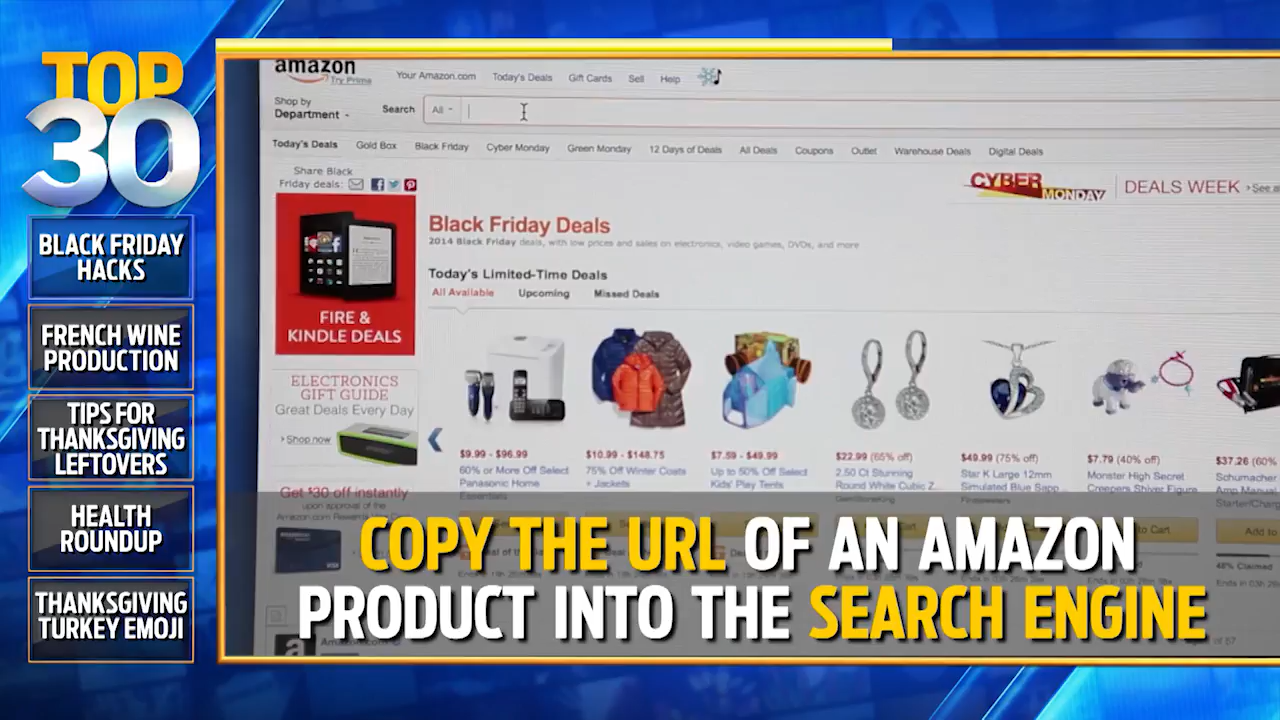 TOP
30
BLACK FRIDAY
HACKS
FRENCH WINE
PRODUCTION
TIPS FOR
THANKSGIVING
LEFTOVERS
HEALTH
ROUNDUP
THANKSGIVING
TURKEY EMOJI
amazon
Try Prime
Your Amazon.com Today's Deals Gift Cards Sell Help
Shop by
Department
Search All
Today's Deals Gold Box Black Friday Cyber Monday Green Monday 12 Days of Deals All Deals Coupons Outlet Warehouse Deals Digital Deals
Share Black
Friday deals:
CYBER
MONDAY
DEALS WEEK
Black Friday Deals
2014 Black Friday deals, with low prices and sales on electronics, video games, DVDs, and more
Today's Limited-Time Deals
All Available Upcoming Missed Deals
FIRE &
KINDLE DEALS
ELECTRONICS
GIFT GUIDE
Great Deals Every Day
Shop now
Get $30 off instantly
upon approval of the
$9.99 - $96.99
60% or More Off Select
Panasonic Home
Essentials
$10.99 - $148.75
75% Off Winter Coats
+ Jackets
$7.59 - $49.99
Up to 50% Off Select
Kids' Play Tents
$22.99 (65% off)
2.50 Ct Stunning
Round White Cubic Z...
$49.99 (75% off)
Star K Large 12mm
Simulated Blue Sapp...
$7.79 (40% off)
Monster High Secret
Creepers Shiver Figure
$37.26 (60%
Schumacher
Amp Manual
COPY THE URL OF AN AMAZON
PRODUCT INTO THE SEARCH ENGINE